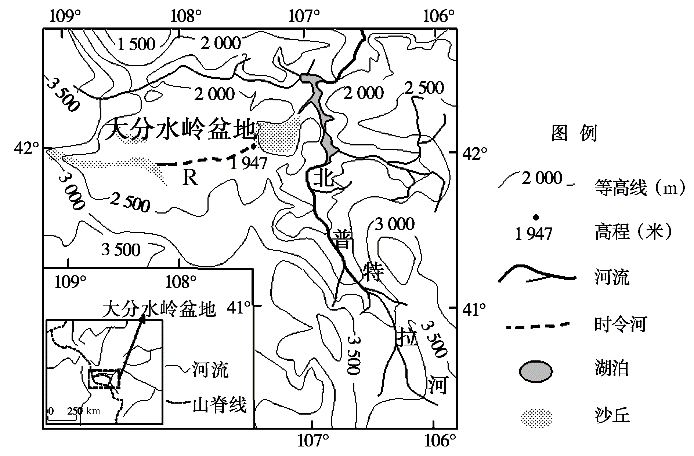 109° 108° 107° 106°
1 500
2 000
3 500
2 000
2 000
2 500
大分水岭盆地
42°
1 947
R
42°
北
3 000
2 500
3 500
普
特
3 000
109° 108°
大分水岭盆地
41°
41°
拉
河
3 500
3 500
河流
山脊线
0 250 km
107° 106°
图 例
2 000 等高线(m)
1 947 高程(米)
河流
时令河
湖泊
沙丘